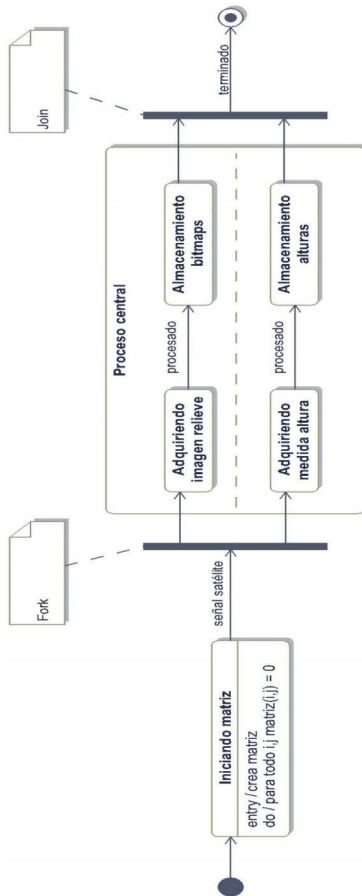 Fork
Join
Iniciando matriz
entry / crea matriz
do / para todo i,j matriz(i,j) = 0
señal satélite
Proceso central
Adquiriendo
imagen relieve
procesado
Almacenamiento
bitmaps
Adquiriendo
medida altura
procesado
Almacenamiento
alturas
terminado